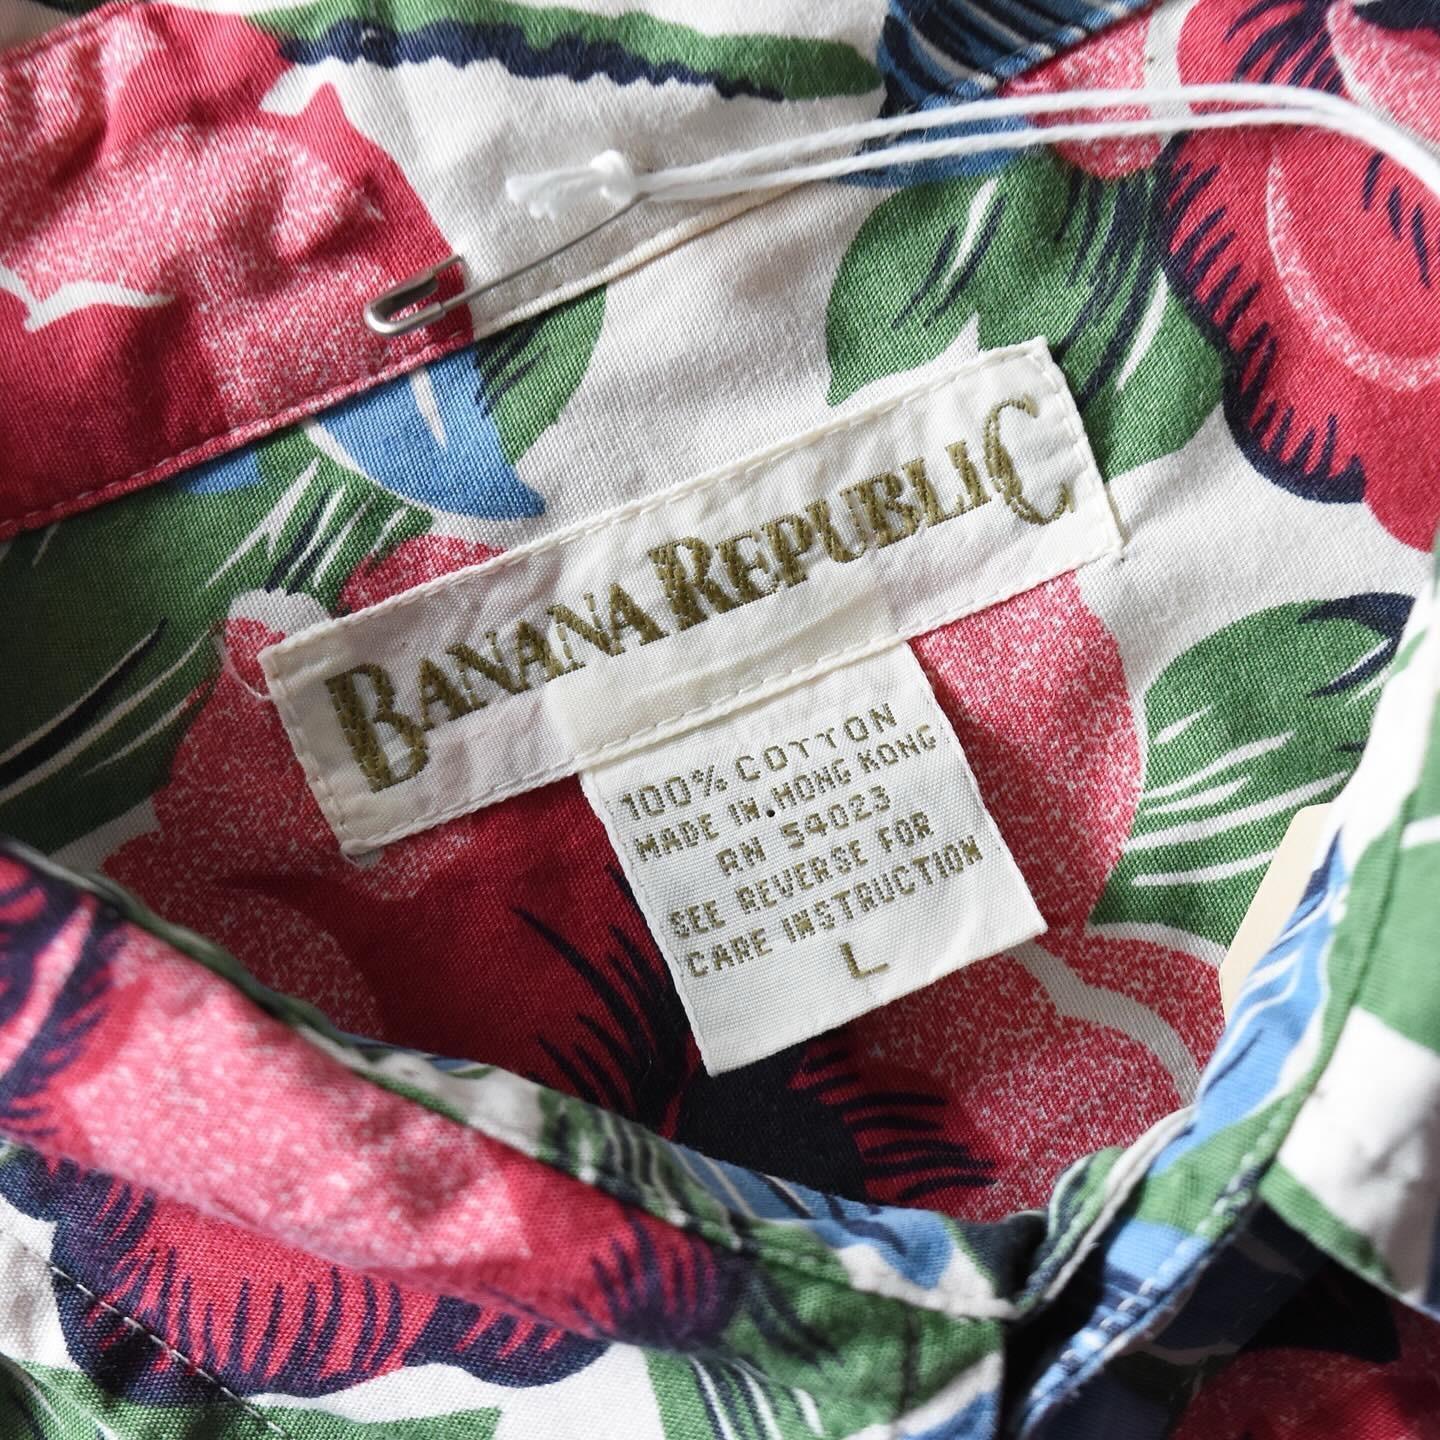 BANANA REPUBLIC
100% COTTON
MADE IN HONG KONG
RN 54023
SEE REVERSE FOR
CARE INSTRUCTION
L